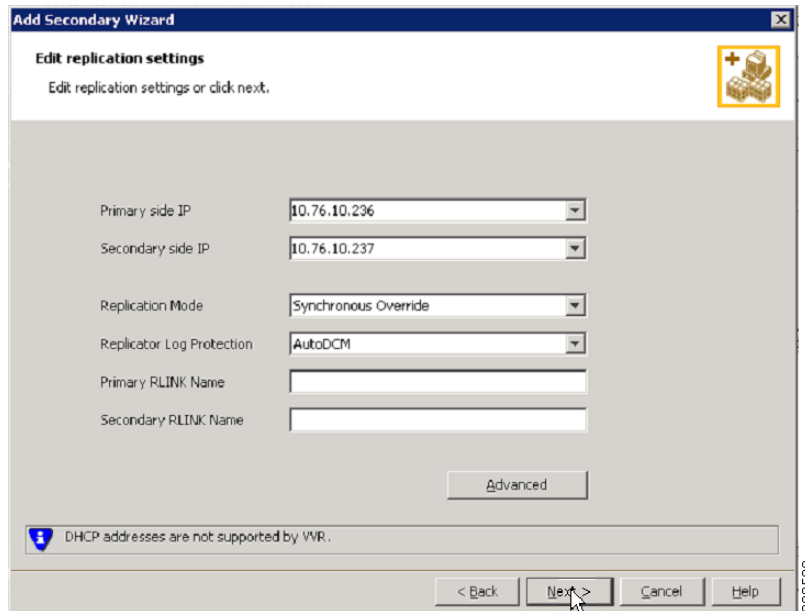 Add Secondary Wizard
Edit replication settings
Edit replication settings or click next.
Primary side IP 10.76.10.236
Secondary side IP 10.76.10.237
Replication Mode Synchronous Override
Replicator Log Protection AutoDCM
Primary RLINK Name
Secondary RLINK Name
Advanced
DHCP addresses are not supported by VVR.
< Back Next > Cancel Help